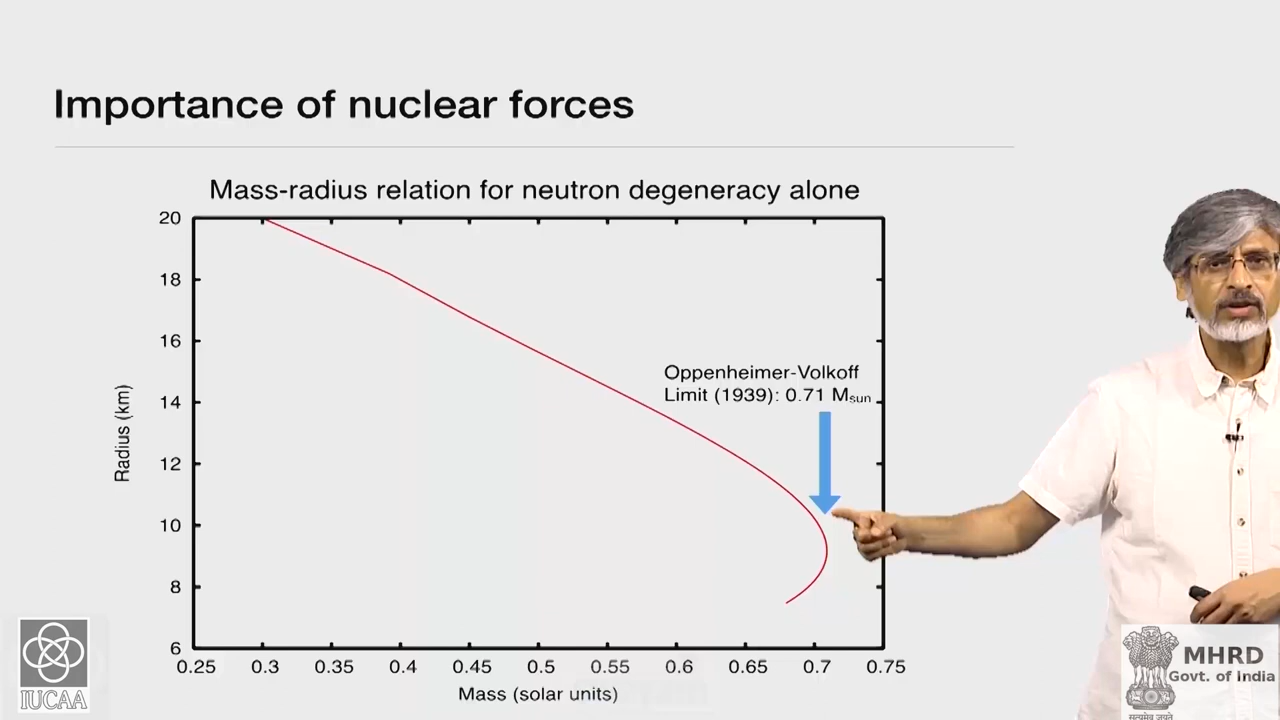 Importance of nuclear forces
Mass-radius relation for neutron degeneracy alone
20
18
16
14
12
10
8
6
Radius (km)
Oppenheimer-Volkoff
Limit (1939): 0.71 Msun
0.25 0.3 0.35 0.4 0.45 0.5 0.55 0.6 0.65 0.7 0.75
Mass (solar units)
IUCAA
MHRD
Govt. of India
सत्यमेव जयते